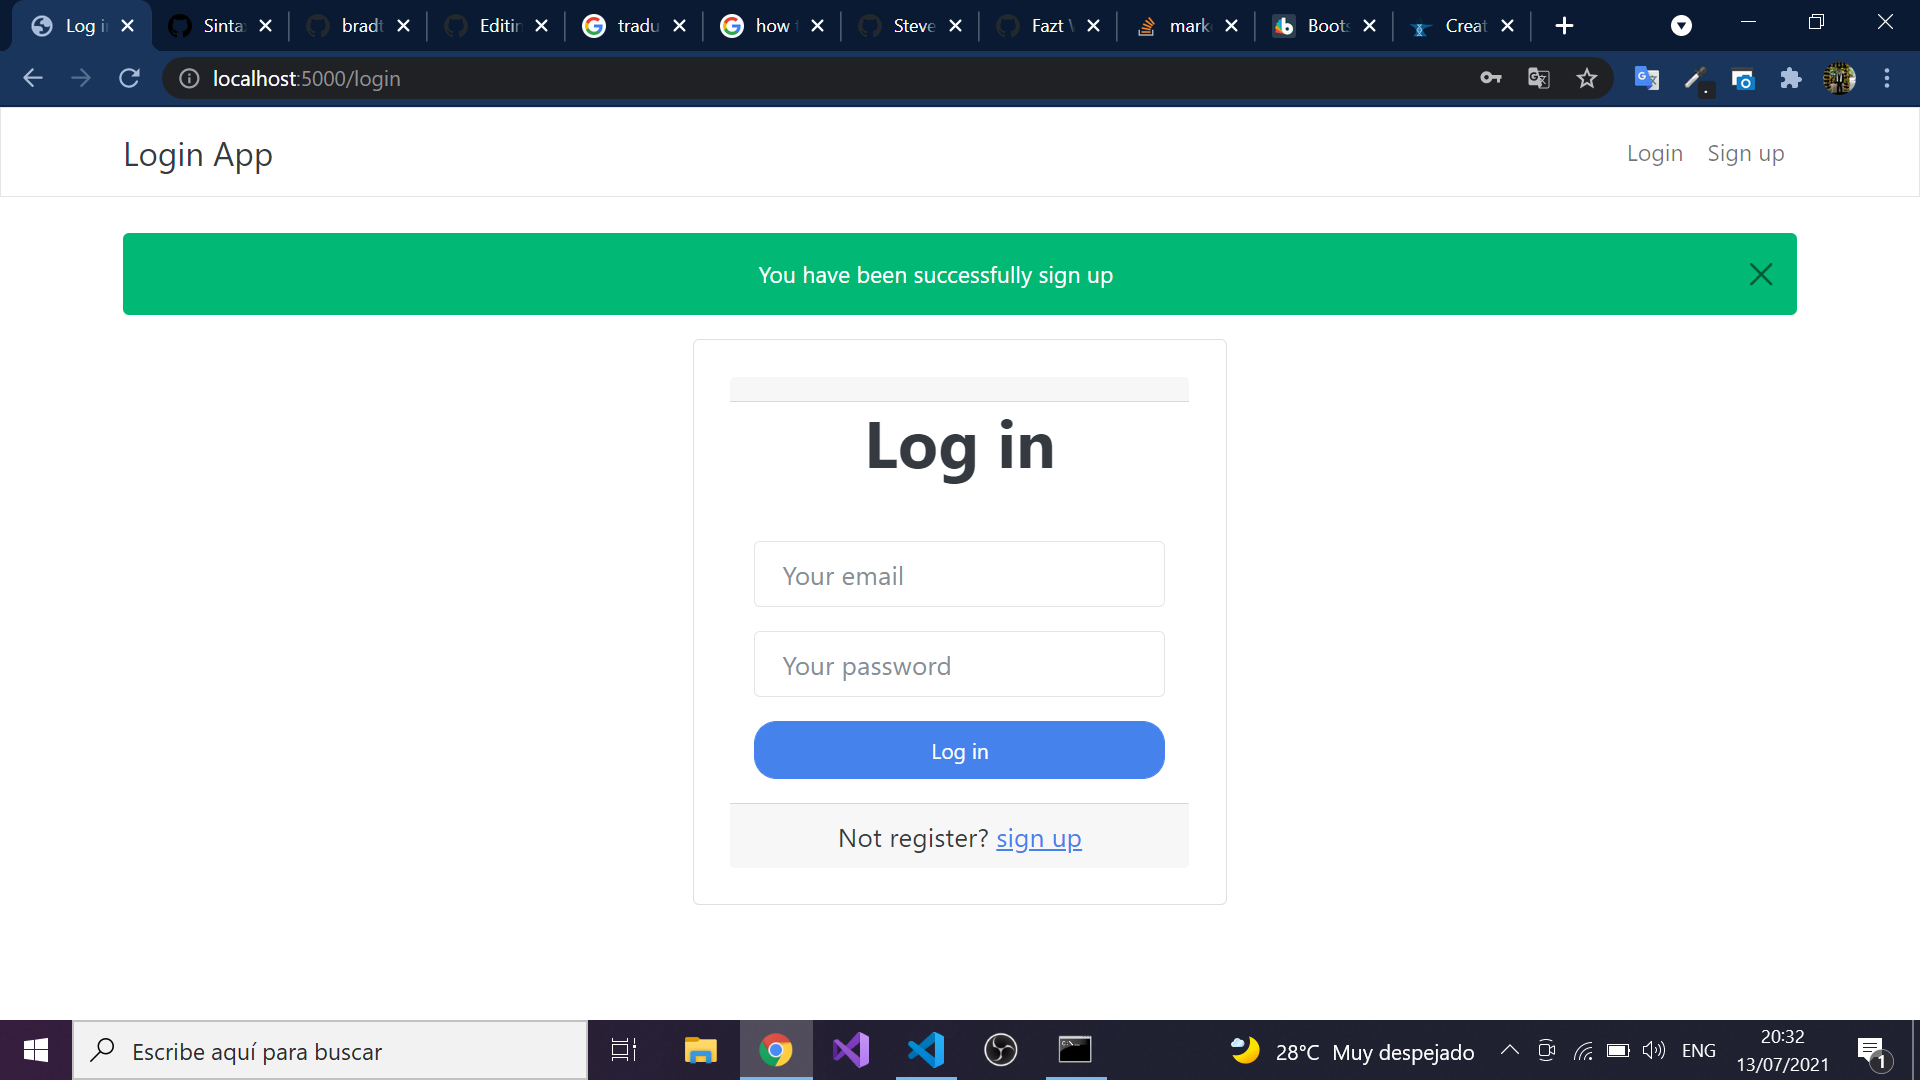 Log i
Sinta
bradt
Editin
tradu
how t
Steve
Fazt
mark
Boots
Creat
localhost:5000/login
Login App
Login
Sign up
You have been successfully sign up
Log in
Your email
Your password
Log in
Not register? sign up
Escribe aquí para buscar
28°C Muy despejado
ENG
20:32
13/07/2021
1